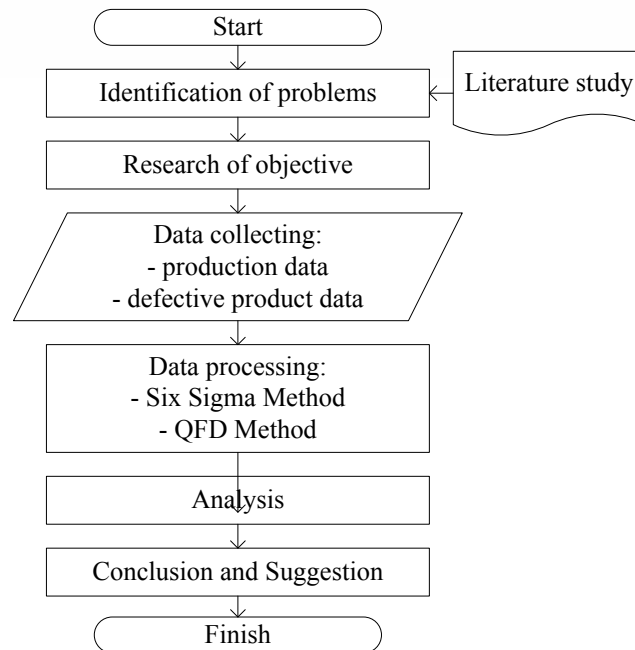 Start
Identification of problems
Literature study
Research of objective
Data collecting:
- production data
- defective product data
Data processing:
- Six Sigma Method
- QFD Method
Analysis
Conclusion and Suggestion
Finish